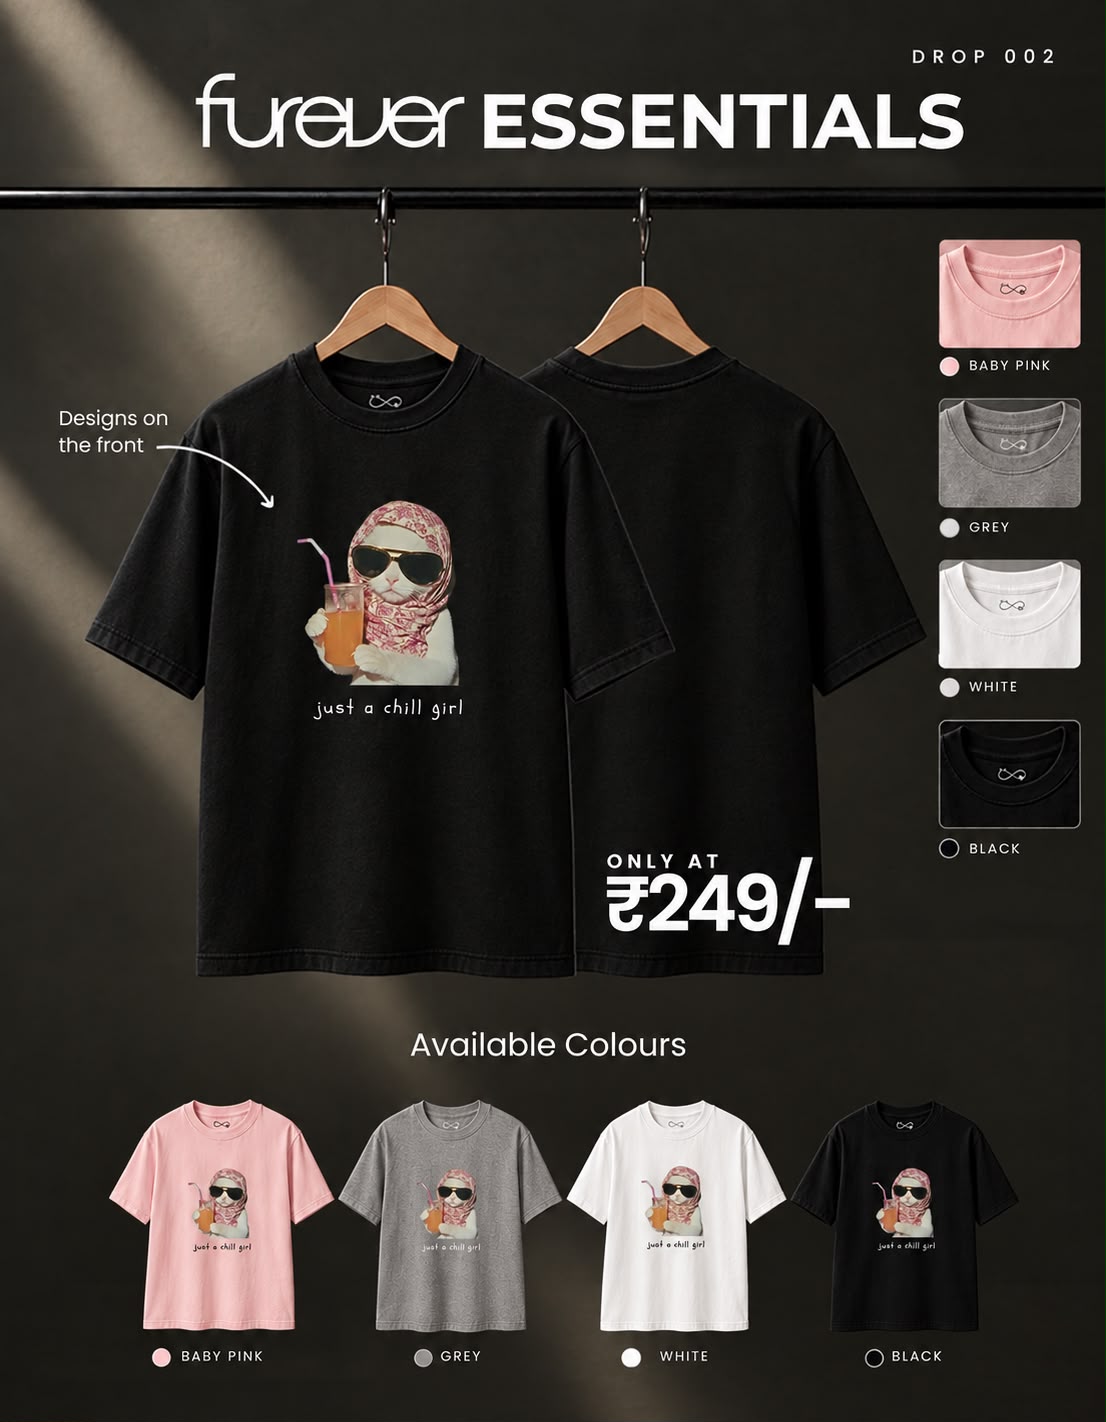 DROP 002
furever ESSENTIALS
Designs on
the front
just a chill girl
BABY PINK
GREY
WHITE
BLACK
ONLY AT
₹249/-
Available Colours
just a chill girl
just a chill girl
just a chill girl
just a chill girl
BABY PINK
GREY
WHITE
BLACK